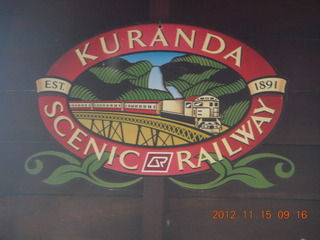 KURANDA
EST. 1891
SCENIC RAILWAY
2012.11.15 09:16